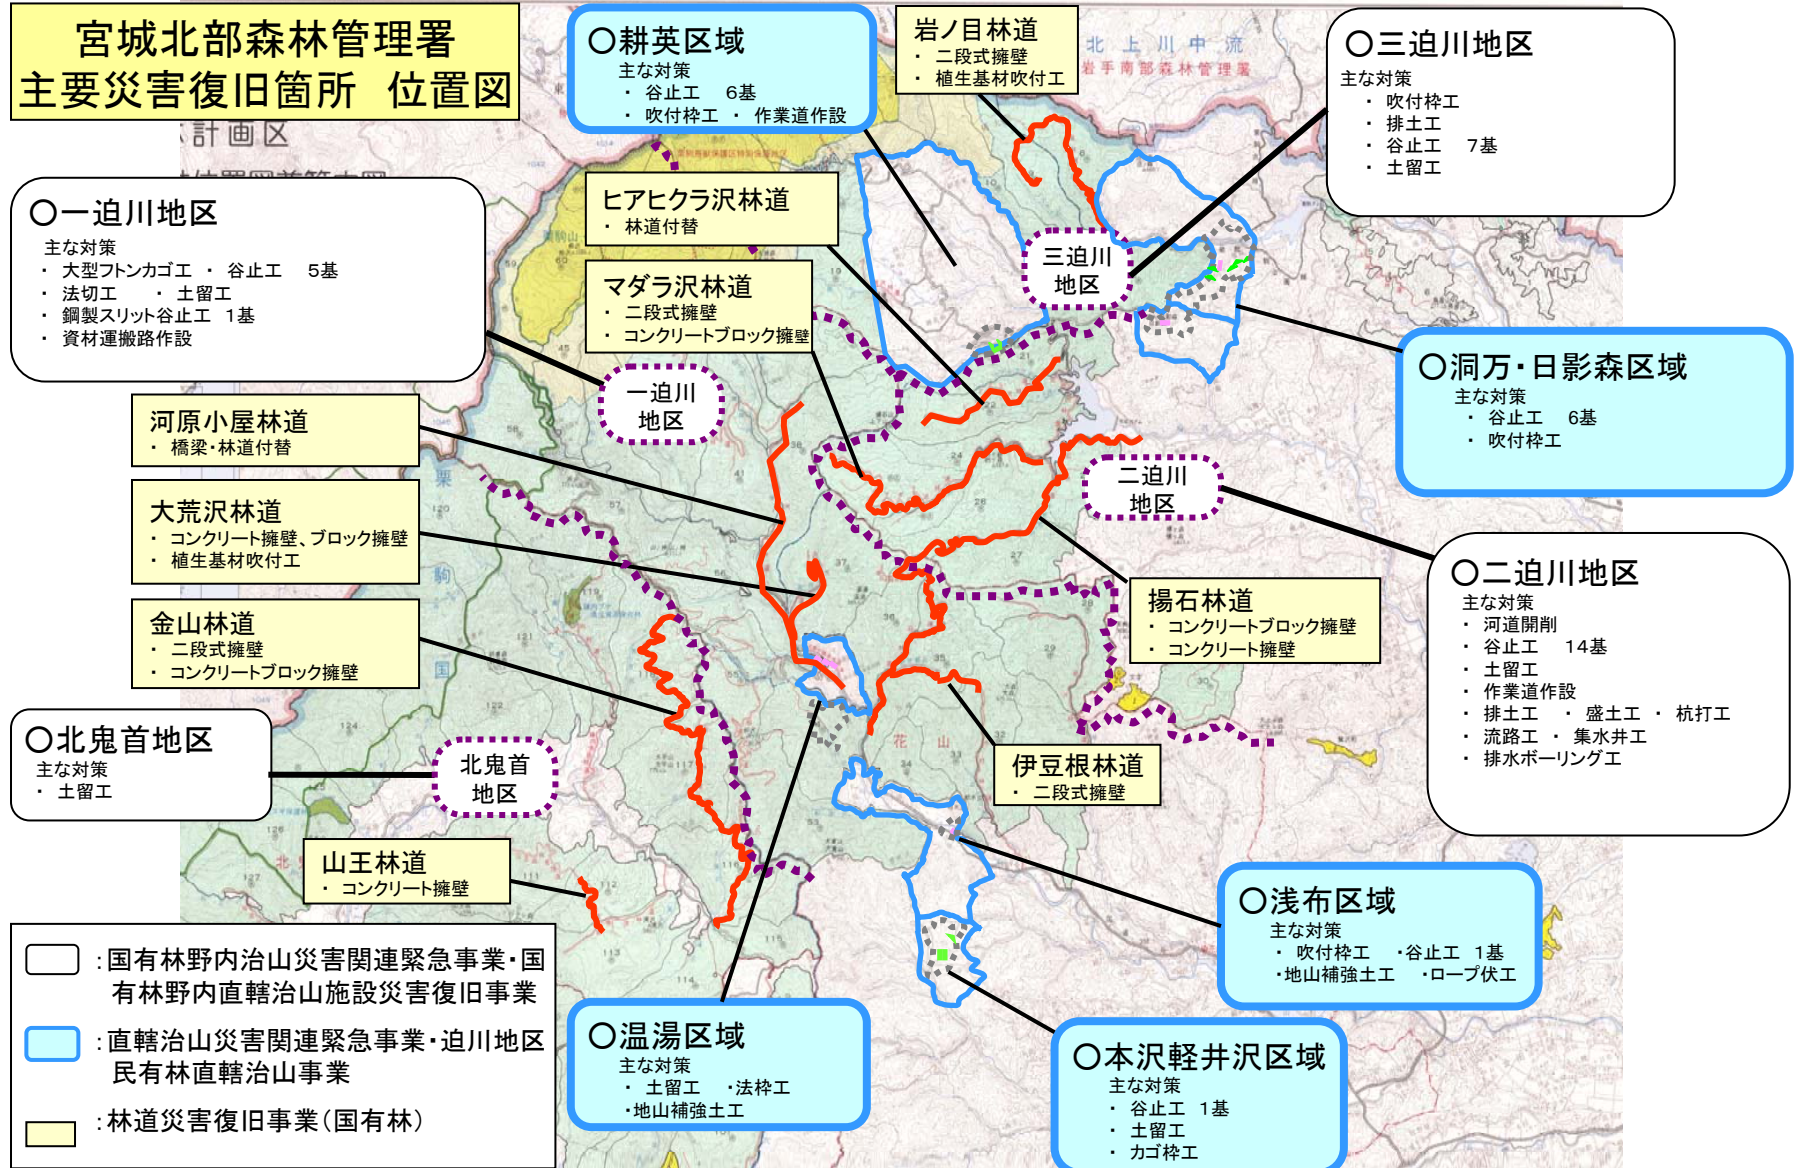 宮城北部森林管理署
主要災害復旧箇所 位置図
計画区
○耕英区域
主な対策
・ 谷止工 6基
・ 吹付枠工 ・ 作業道作設
岩ノ目林道
・ 二段式擁壁
・ 植生基材吹付工
北上川中流
岩手南部森林管理署
○三迫川地区
主な対策
・ 吹付枠工
・ 排土工
・ 谷止工 7基
・ 土留工
○一迫川地区
主な対策
・ 大型フトンカゴ工 ・ 谷止工 5基
・ 法切工 ・ 土留工
・ 鋼製スリット谷止工 1基
・ 資材運搬路作設
ヒアヒクラ沢林道
・ 林道付替
マダラ沢林道
・ 二段式擁壁
・ コンクリートブロック擁壁
三迫川
地区
一迫川
地区
二迫川
地区
北鬼首
地区
○洞万・日影森区域
主な対策
・ 谷止工 6基
・ 吹付枠工
河原小屋林道
・ 橋梁・林道付替
大荒沢林道
・ コンクリート擁壁、ブロック擁壁
・ 植生基材吹付工
金山林道
・ 二段式擁壁
・ コンクリートブロック擁壁
揚石林道
・ コンクリートブロック擁壁
・ コンクリート擁壁
○二迫川地区
主な対策
・ 河道開削
・ 谷止工 14基
・ 土留工
・ 作業道作設
・ 排土工 ・ 盛土工 ・ 杭打工
・ 流路工 ・ 集水井工
・ 排水ボーリング工
○北鬼首地区
主な対策
・ 土留工
伊豆根林道
・ 二段式擁壁
花山
栗
駒
国
山王林道
・ コンクリート擁壁
○浅布区域
主な対策
・ 吹付枠工 ・谷止工 1基
・地山補強土工 ・ロープ伏工
○温湯区域
主な対策
・ 土留工 ・法枠工
・地山補強土工
○本沢軽井沢区域
主な対策
・ 谷止工 1基
・ 土留工
・ カゴ枠工
：国有林野内治山災害関連緊急事業・国
有林野内直轄治山施設災害復旧事業
：直轄治山災害関連緊急事業・迫川地区
民有林直轄治山事業
：林道災害復旧事業（国有林）